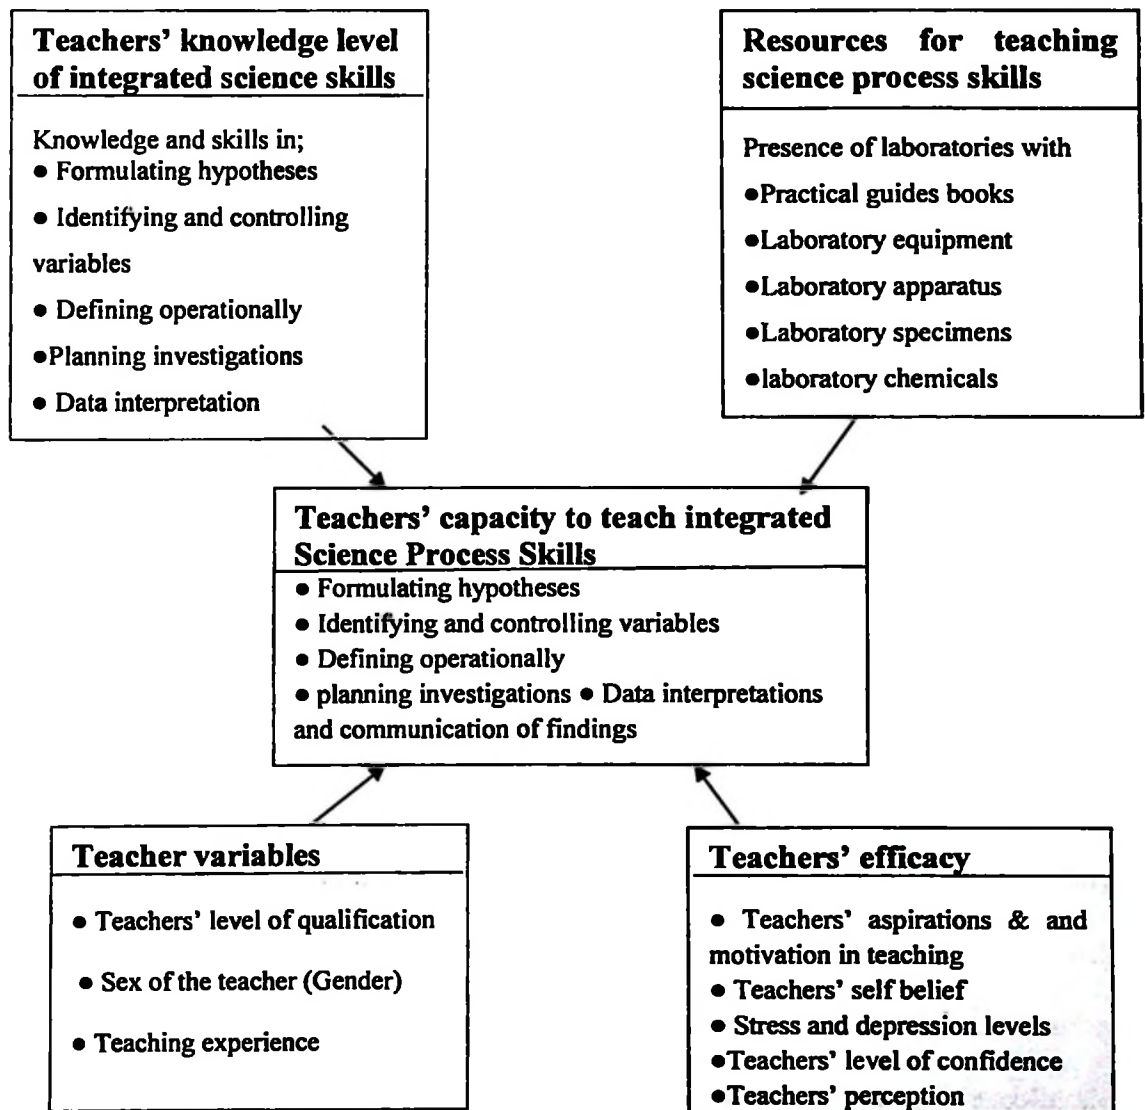 Teachers' knowledge level
of integrated science skills
Knowledge and skills in;
● Formulating hypotheses
● Identifying and controlling
variables
● Defining operationally
●Planning investigations
● Data interpretation
Resources for teaching
science process skills
Presence of laboratories with
●Practical guides books
●Laboratory equipment
●Laboratory apparatus
●Laboratory specimens
●laboratory chemicals
Teachers' capacity to teach integrated
Science Process Skills
● Formulating hypotheses
● Identifying and controlling variables
● Defining operationally
● planning investigations ● Data interpretations
and communication of findings
Teacher variables
● Teachers' level of qualification
● Sex of the teacher (Gender)
● Teaching experience
Teachers' efficacy
● Teachers' aspirations & and
motivation in teaching
● Teachers' self belief
● Stress and depression levels
●Teachers' level of confidence
●Teachers' perception